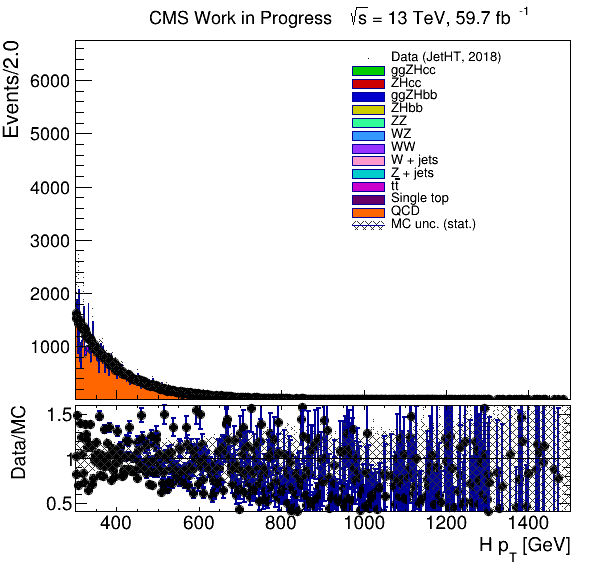 CMS Work in Progress √s = 13 TeV, 59.7 fb⁻¹
Events/2.0
6000
5000
4000
3000
2000
1000
Data (JetHT, 2018)
ggZHcc
ZHcc
ggZHbb
ZHbb
ZZ
WZ
WW
W + jets
Z + jets
tt̅
Single top
QCD
MC unc. (stat.)
Data/MC
1.5
1
0.5
400 600 800 1000 1200 1400
H p_T [GeV]